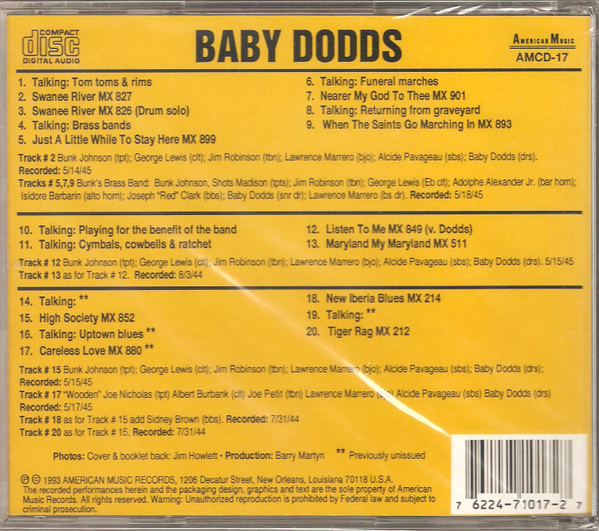 COMPACT
disc
DIGITAL AUDIO
BABY DODDS
AMERICAN MUSIC
AMCD-17
1. Talking: Tom toms & rims
2. Swanee River MX 827
3. Swanee River MX 826 (Drum solo)
4. Talking: Brass bands
5. Just A Little While To Stay Here MX 899
6. Talking: Funeral marches
7. Nearer My God To Thee MX 901
8. Talking: Returning from graveyard
9. When The Saints Go Marching In MX 893
Track # 2 Bunk Johnson (tpt); George Lewis (clt); Jim Robinson (tbn); Lawrence Marrero (bjo); Alcide Pavageau (sbs); Baby Dodds (drs).
Recorded: 5/14/45
Tracks # 5,7,9 Bunk's Brass Band: Bunk Johnson, Shots Madison (tpts); Jim Robinson (tbn); George Lewis (Eb clt); Adolphe Alexander Jr. (bar horn);
Isidore Barbarin (alto horn); Joseph "Red" Clark (bbs); Baby Dodds (snr dr); Lawrence Marrero (bs dr). Recorded: 5/18/45
10. Talking: Playing for the benefit of the band
11. Talking: Cymbals, cowbells & ratchet
12. Listen To Me MX 849 (v. Dodds)
13. Maryland My Maryland MX 511
Track # 12 Bunk Johnson (tpt); George Lewis (clt); Jim Robinson (tbn); Lawrence Marrero (bjo); Alcide Pavageau (sbs); Baby Dodds (drs). 5/15/45
Track # 13 as for Track # 12. Recorded: 8/3/44
14. Talking: **
15. High Society MX 852
16. Talking: Uptown blues **
17. Careless Love MX 880 **
18. New Iberia Blues MX 214
19. Talking: **
20. Tiger Rag MX 212
Track # 15 Bunk Johnson (tpt); George Lewis (clt); Jim Robinson (tbn); Lawrence Marrero (bjo); Alcide Pavageau (sbs); Baby Dodds (drs);
Recorded: 5/15/45
Track # 17 "Wooden" Joe Nicholas (tpt) Albert Burbank (clt) Joe Petit (tbn) Lawrence Marrero (bjo) Alcide Pavageau (sbs) Baby Dodds (drs)
Recorded: 5/17/45
Track # 18 as for Track # 15 add Sidney Brown (bbs). Recorded: 7/31/44
Track # 20 as for Track # 15. Recorded: 7/31/44
Photos: Cover & booklet back: Jim Howlett • Production: Barry Martyn ** Previously unissued
℗ © 1993 AMERICAN MUSIC RECORDS, 1206 Decatur Street, New Orleans, Louisiana 70118 U.S.A.
The recorded performances herein and the packaging design, graphics and text are the sole property of American
Music Records. All rights reserved. Warning: Unauthorized reproduction is prohibited by Federal law and subject to
criminal prosecution.
7 62247-71017-2 7